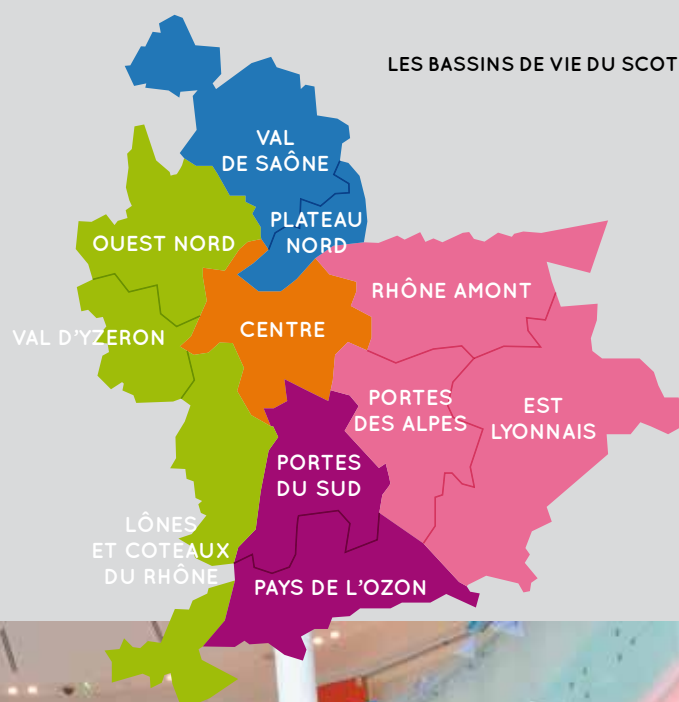 LES BASSINS DE VIE DU SCOT
VAL
DE SAÔNE
PLATEAU
NORD
OUEST NORD
RHÔNE AMONT
CENTRE
VAL D'YZERON
PORTES
DES ALPES
EST
LYONNAIS
PORTES
DU SUD
LÔNES
ET COTEAUX
DU RHÔNE
PAYS DE L'OZON